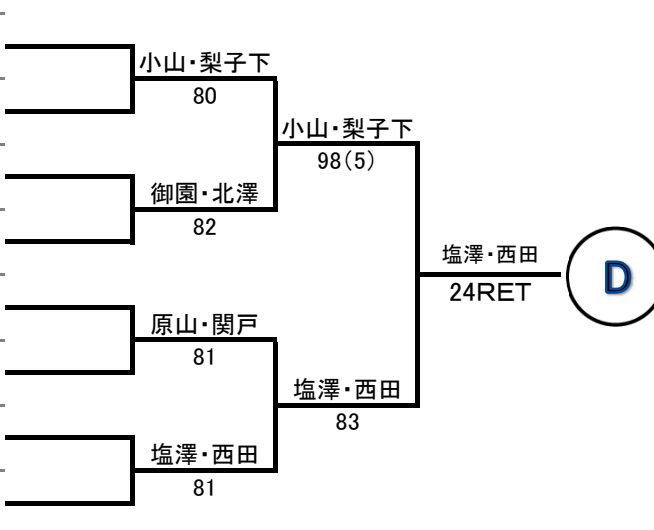 小山・梨子下
80
小山・梨子下
98(5)
御園・北澤
82
塩澤・西田
24RET
D
原山・関戸
81
塩澤・西田
83
塩澤・西田
81